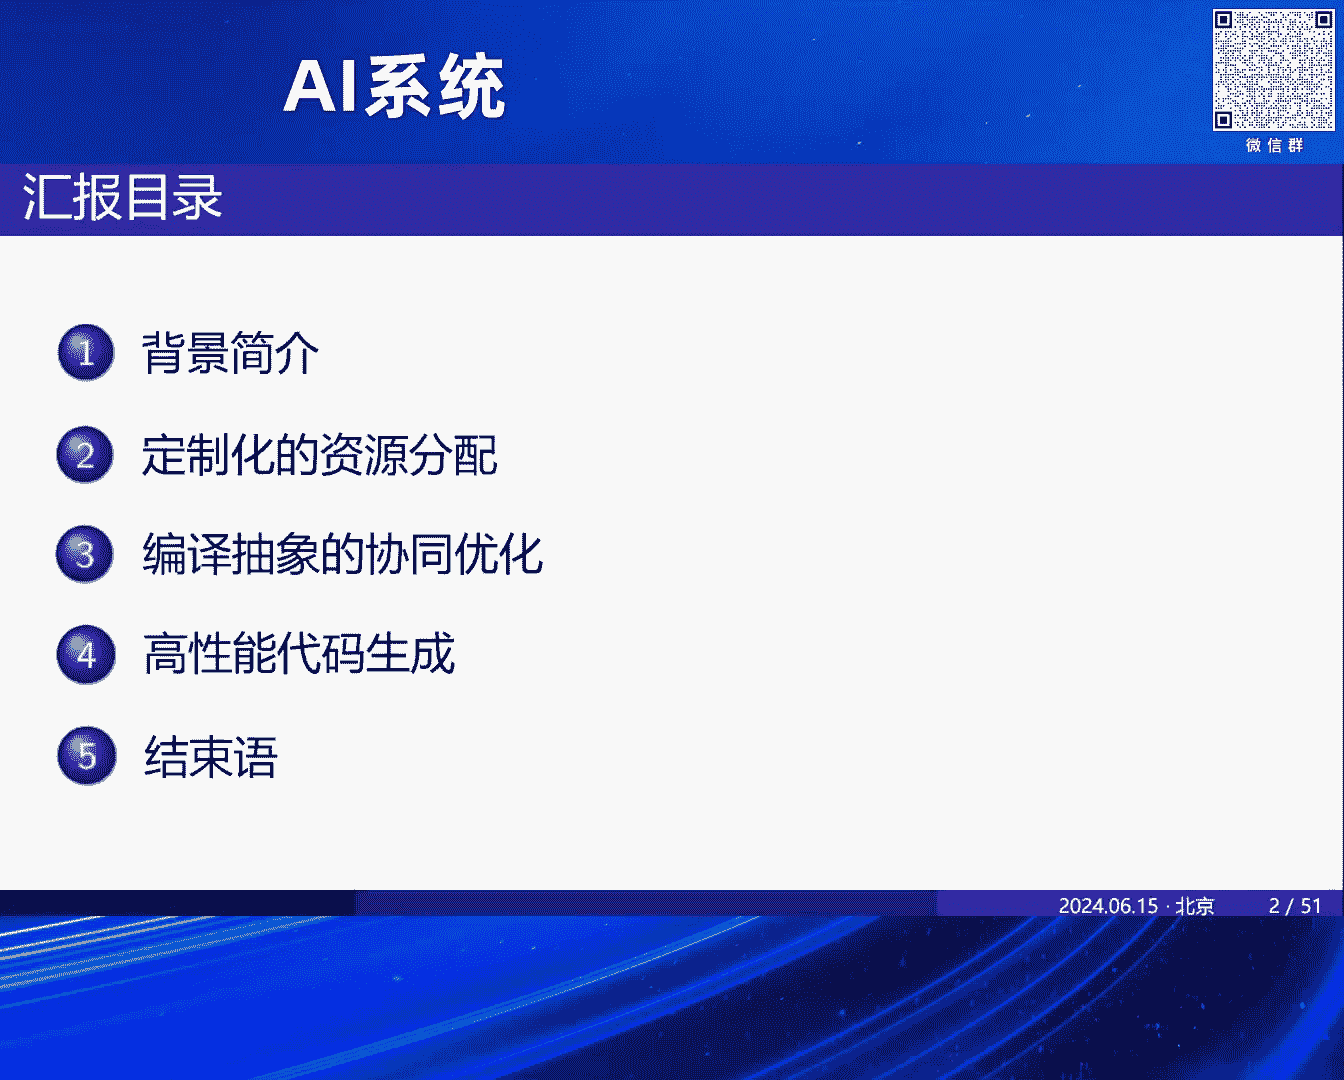 AI系统
微信群
汇报目录
1 背景简介
2 定制化的资源分配
3 编译抽象的协同优化
4 高性能代码生成
5 结束语
2024.06.15 · 北京 2 / 51